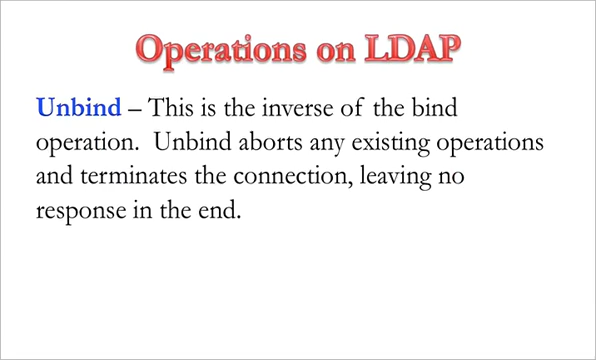 Operations on LDAP
Unbind – This is the inverse of the bind
operation. Unbind aborts any existing operations
and terminates the connection, leaving no
response in the end.